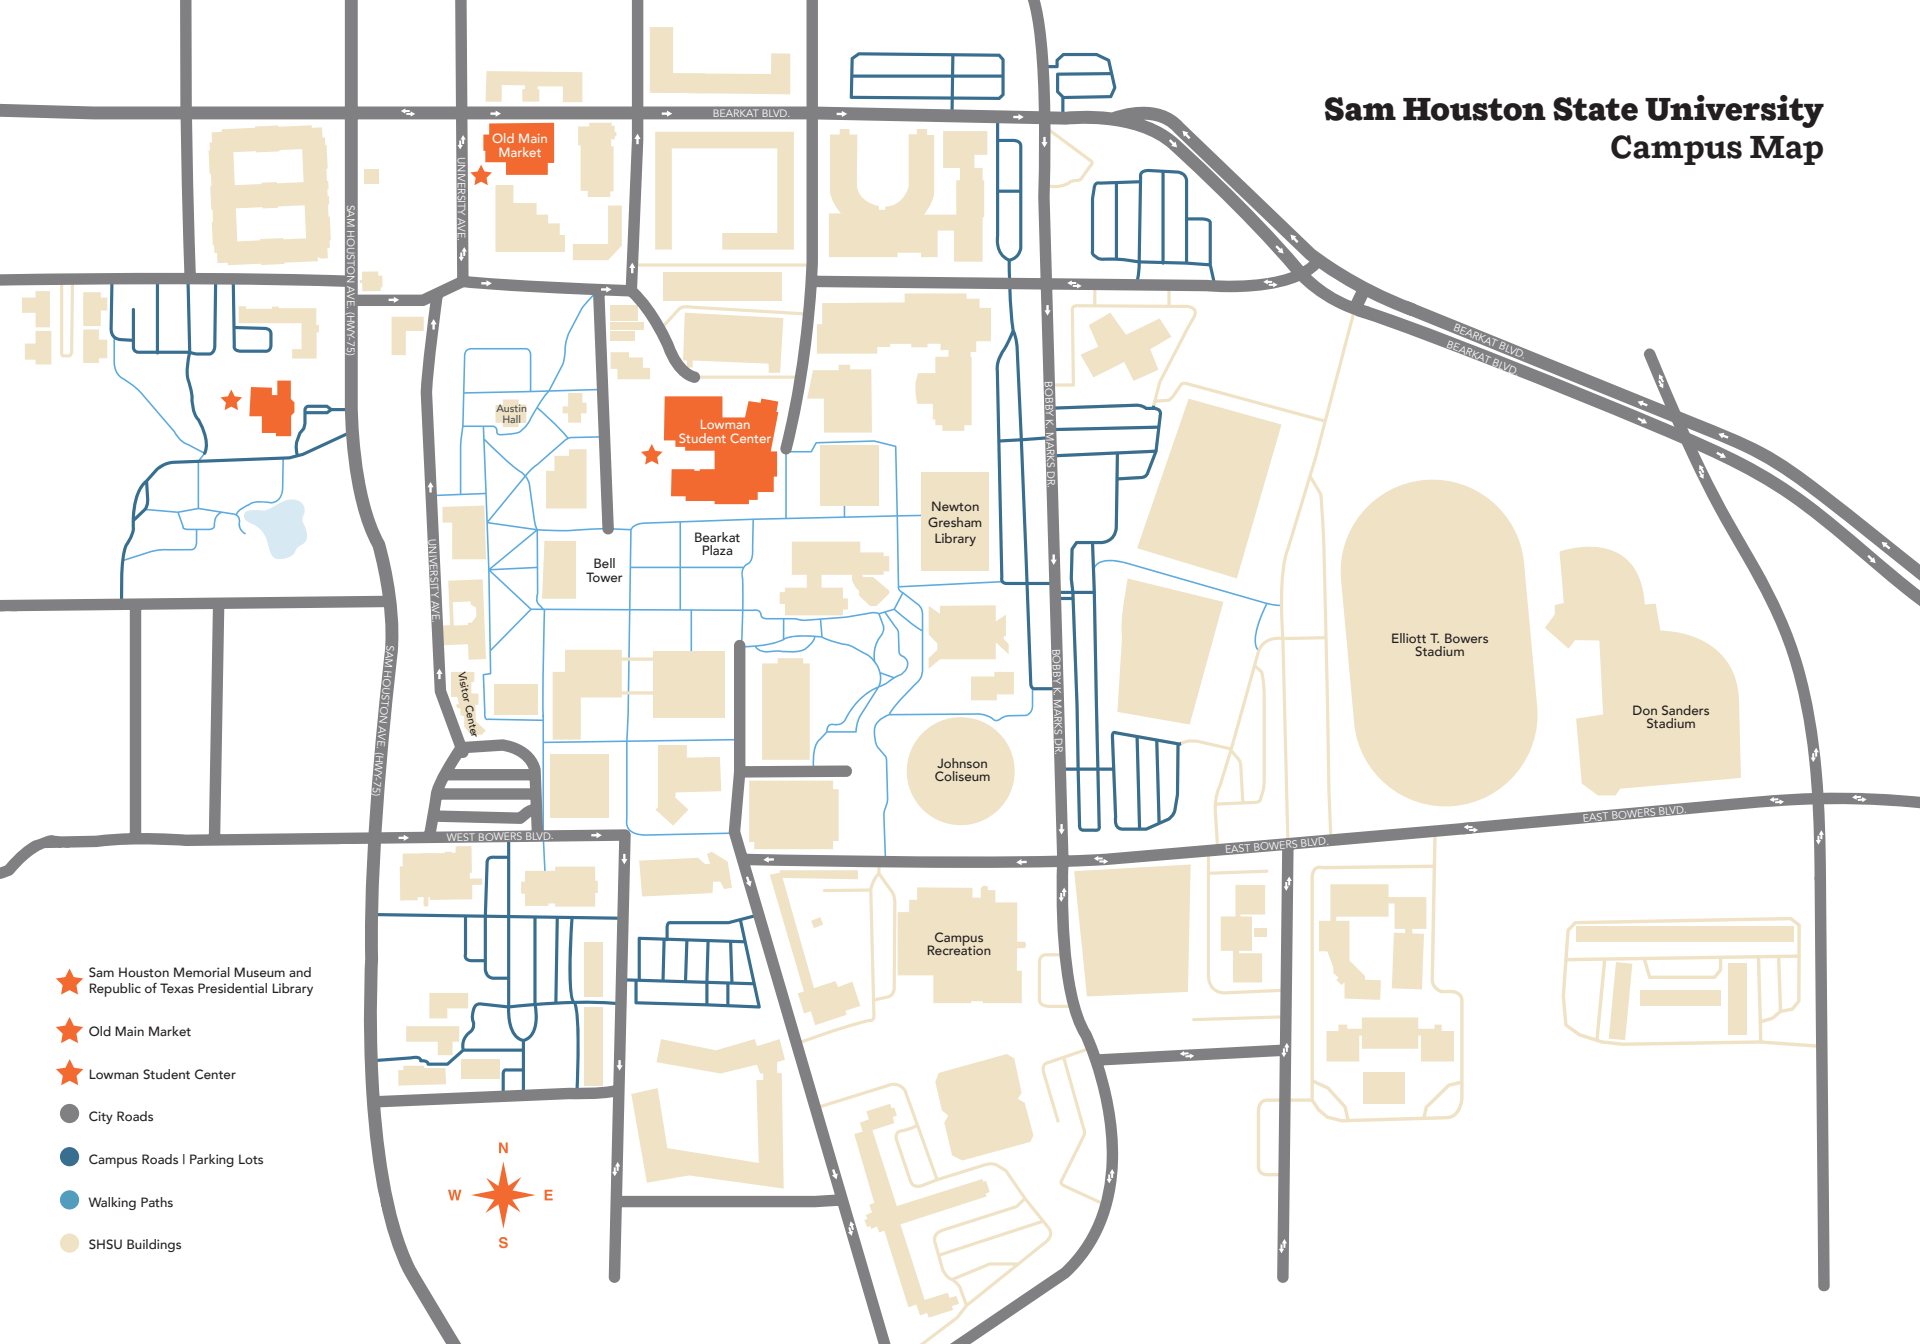 Sam Houston State University
Campus Map
BEARKAT BLVD.
Old Main
Market
UNIVERSITY AVE.
SAM HOUSTON AVE. (HWY-75)
BEARKAT BLVD.
BEARKAT BLVD.
Austin
Hall
Lowman
Student Center
BOBBY K. MARKS DR.
Newton
Gresham
Library
Bearkat
Plaza
Bell
Tower
UNIVERSITY AVE.
Elliott T. Bowers
Stadium
Don Sanders
Stadium
SAM HOUSTON AVE. (HWY-75)
Visitor Center
BOBBY K. MARKS DR.
Johnson
Coliseum
WEST BOWERS BLVD.
EAST BOWERS BLVD.
EAST BOWERS BLVD.
Campus
Recreation
Sam Houston Memorial Museum and
Republic of Texas Presidential Library
Old Main Market
Lowman Student Center
City Roads
Campus Roads | Parking Lots
Walking Paths
SHSU Buildings
N
W E
S